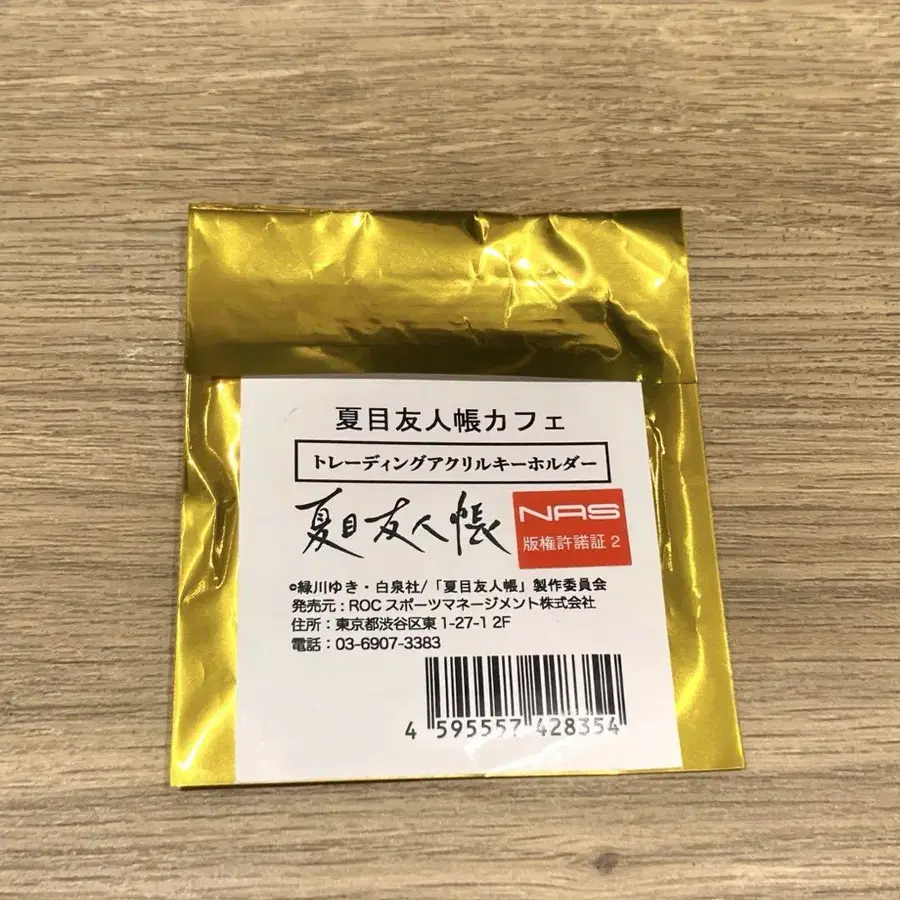 夏目友人帳カフェ
トレーディングアクリルキーホルダー
夏目友人帳
NAS
版権許諾証2
©緑川ゆき・白泉社/「夏目友人帳」製作委員会
発売元：ROC スポーツマネージメント株式会社
住所：東京都渋谷区東 1-27-1 2F
電話：03-6907-3383
4 595557 428354